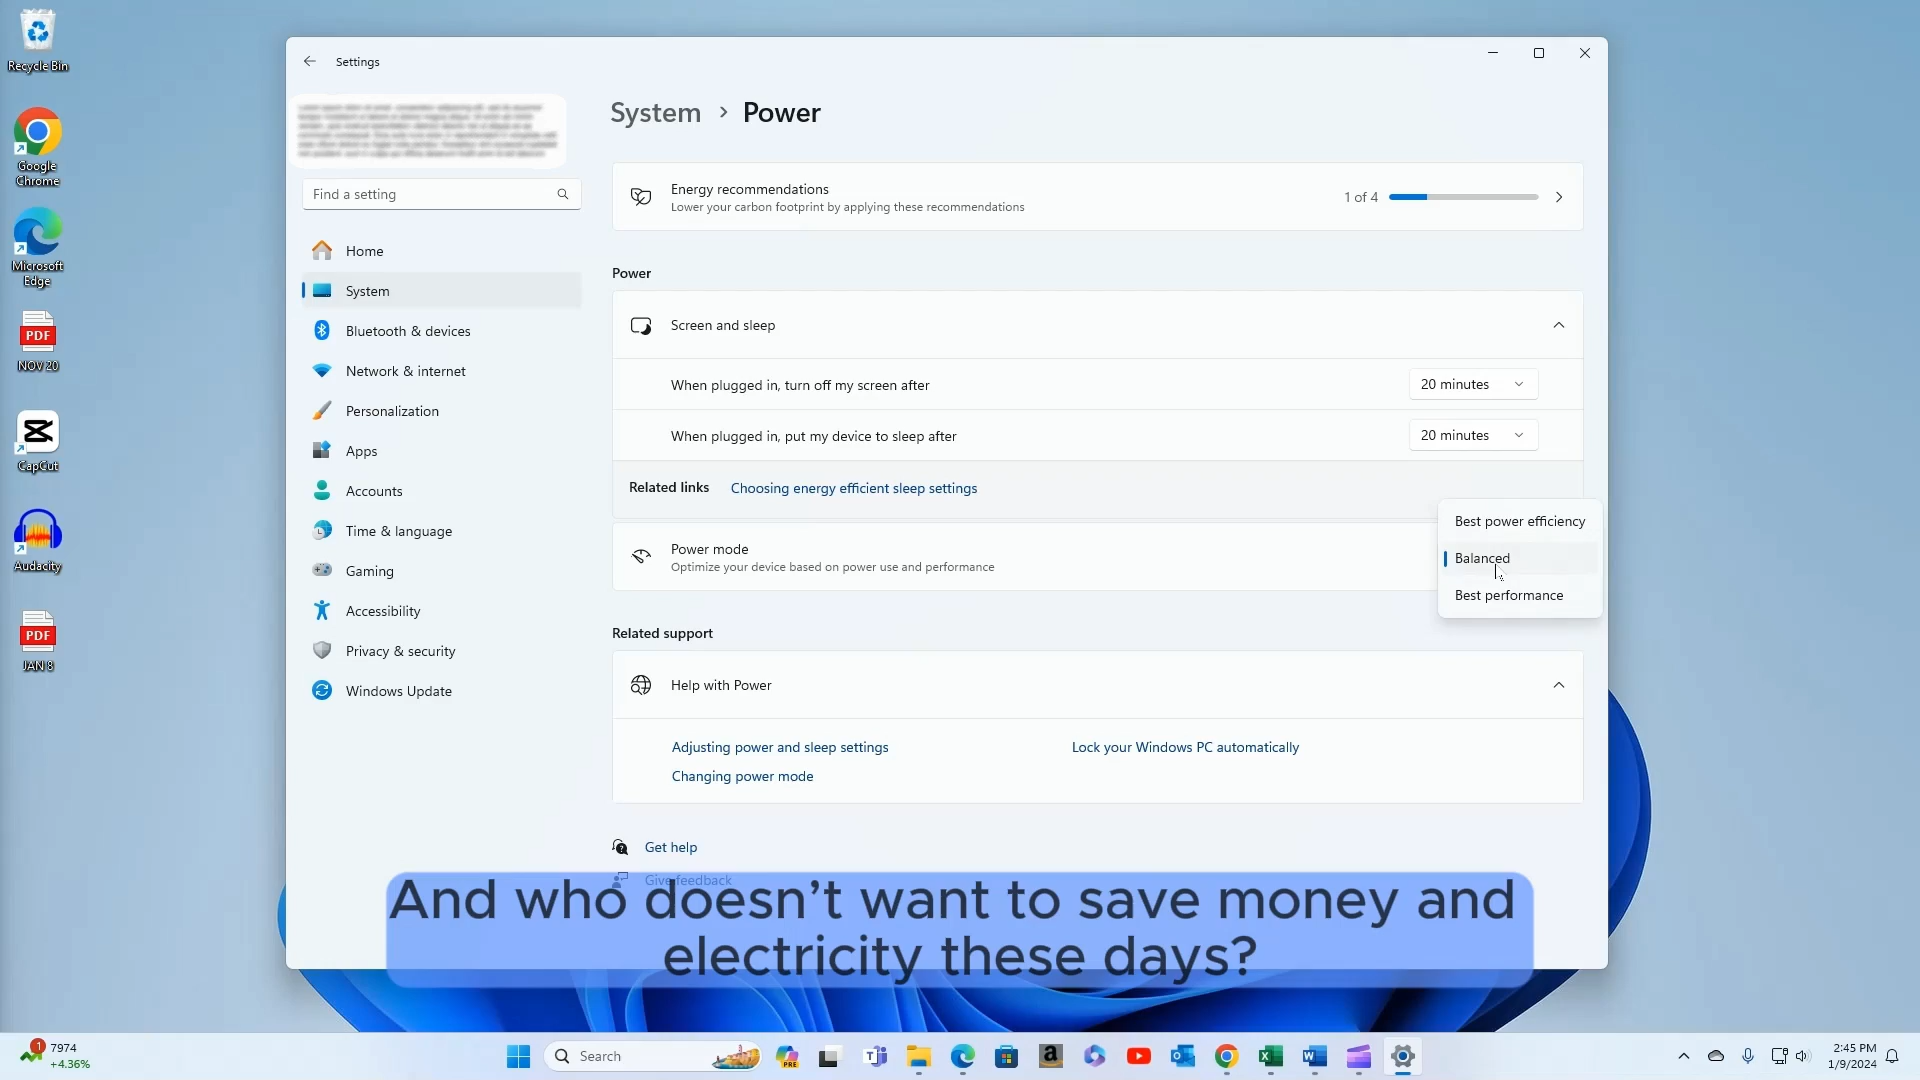 Recycle Bin
Google
Chrome
Microsoft
Edge
PDF
NOV 20
CapCut
Audacity
PDF
JAN 8
Settings
Find a setting
Home
System
Bluetooth & devices
Network & internet
Personalization
Apps
Accounts
Time & language
Gaming
Accessibility
Privacy & security
Windows Update
System > Power
Energy recommendations
Lower your carbon footprint by applying these recommendations
1 of 4
Power
Screen and sleep
When plugged in, turn off my screen after
20 minutes
When plugged in, put my device to sleep after
20 minutes
Related links Choosing energy efficient sleep settings
Power mode
Optimize your device based on power use and performance
Best power efficiency
Balanced
Best performance
Related support
Help with Power
Adjusting power and sleep settings
Lock your Windows PC automatically
Changing power mode
Get help
Give feedback
And who doesn’t want to save money and
electricity these days?
1
7974
+4.36%
Search
PRE
2:45 PM
1/9/2024